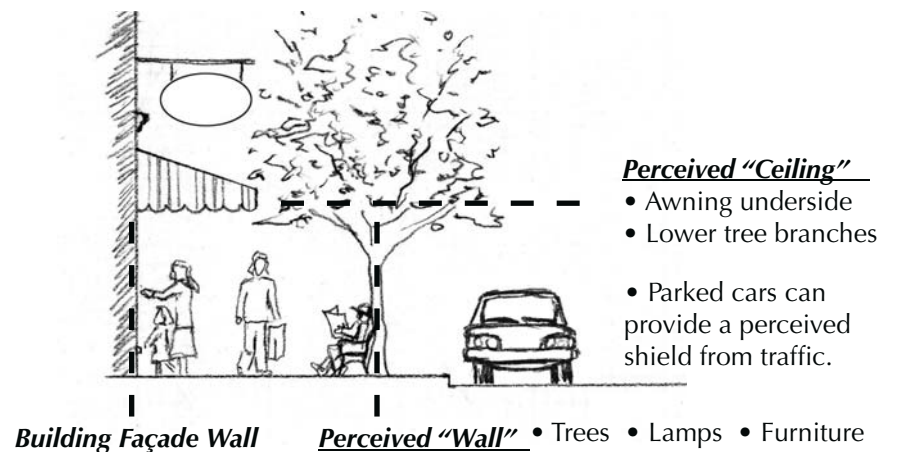 Perceived “Ceiling”
• Awning underside
• Lower tree branches
• Parked cars can
provide a perceived
shield from traffic.
Building Façade Wall
Perceived “Wall” • Trees • Lamps • Furniture